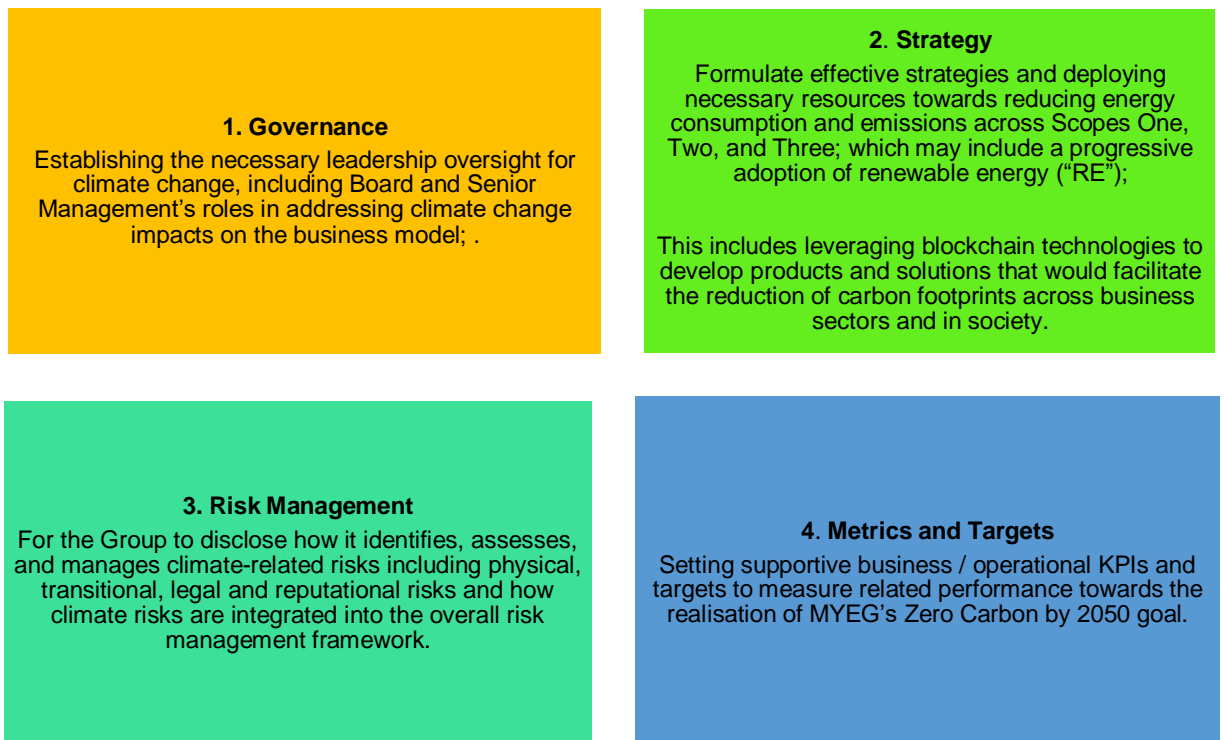 1. Governance
Establishing the necessary leadership oversight for
climate change, including Board and Senior
Management’s roles in addressing climate change
impacts on the business model; .
2. Strategy
Formulate effective strategies and deploying
necessary resources towards reducing energy
consumption and emissions across Scopes One,
Two, and Three; which may include a progressive
adoption of renewable energy (“RE”);
This includes leveraging blockchain technologies to
develop products and solutions that would facilitate
the reduction of carbon footprints across business
sectors and in society.
3. Risk Management
For the Group to disclose how it identifies, assesses,
and manages climate-related risks including physical,
transitional, legal and reputational risks and how
climate risks are integrated into the overall risk
management framework.
4. Metrics and Targets
Setting supportive business / operational KPIs and
targets to measure related performance towards the
realisation of MYEG’s Zero Carbon by 2050 goal.